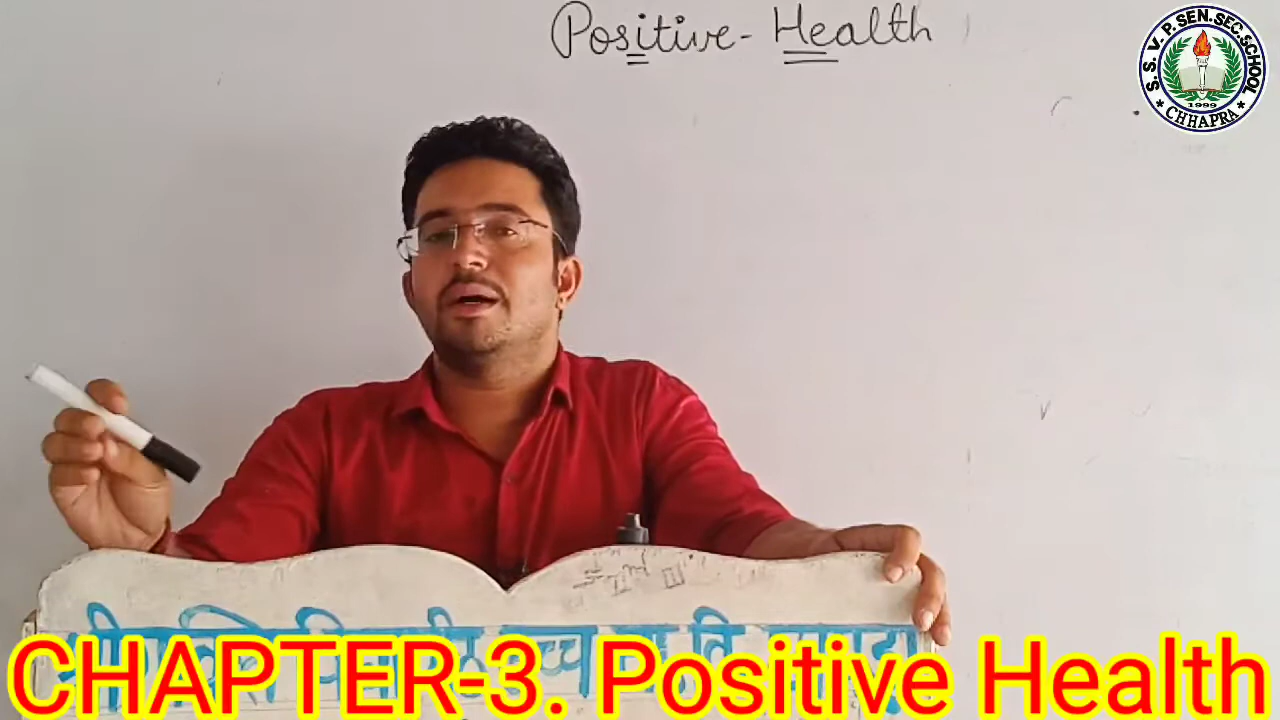 Positive-Health
S. S. V. P. SEN. SEC. SCHOOL
1999
* CHHAPRA *
CHAPTER-3. Positive Health